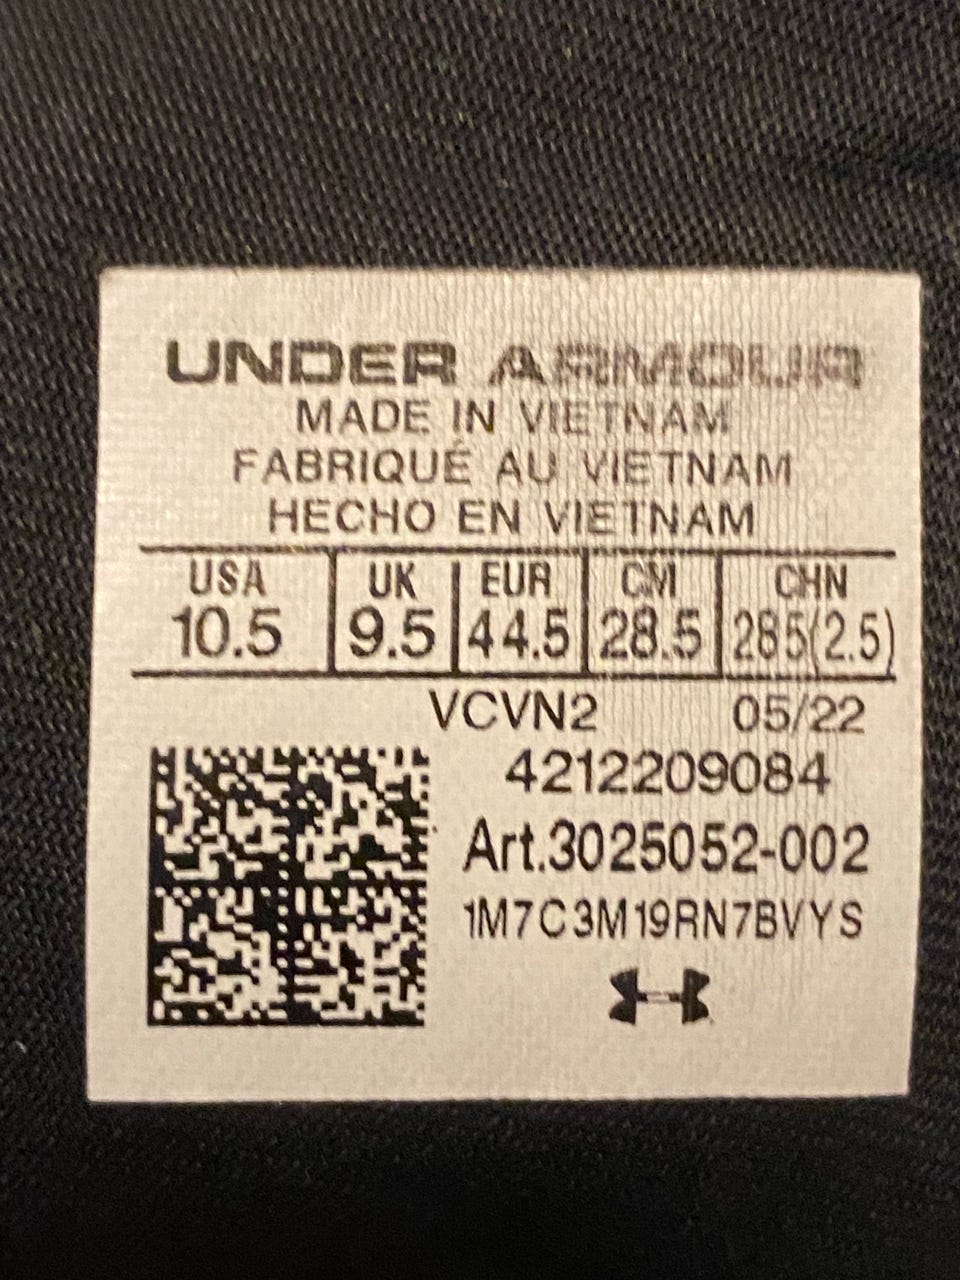 UNDER ARMOUR
MADE IN VIETNAM
FABRIQUÉ AU VIETNAM
HECHO EN VIETNAM
USA UK EUR CM CHN
10.5 9.5 44.5 28.5 285(2.5)
VCVN2 05/22
4212209084
Art.3025052-002
1M7C3M19RN7BVYS